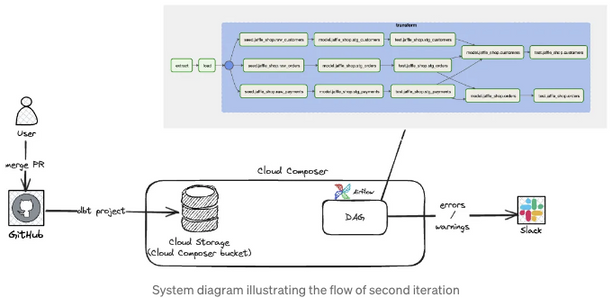 transform
extract
load
seed.jaffle_shop.raw_customers
model.jaffle_shop.stg_customers
test.jaffle_shop.stg_customers
model.jaffle_shop.customers
test.jaffle_shop.customers
seed.jaffle_shop.raw_orders
model.jaffle_shop.stg_orders
test.jaffle_shop.stg_orders
seed.jaffle_shop.raw_payments
model.jaffle_shop.stg_payments
test.jaffle_shop.stg_payments
model.jaffle_shop.orders
test.jaffle_shop.orders
User
merge PR
GitHub
dbt project
Cloud Composer
Cloud Storage
(Cloud Composer bucket)
Airflow
DAG
errors
/
warnings
Slack
System diagram illustrating the flow of second iteration